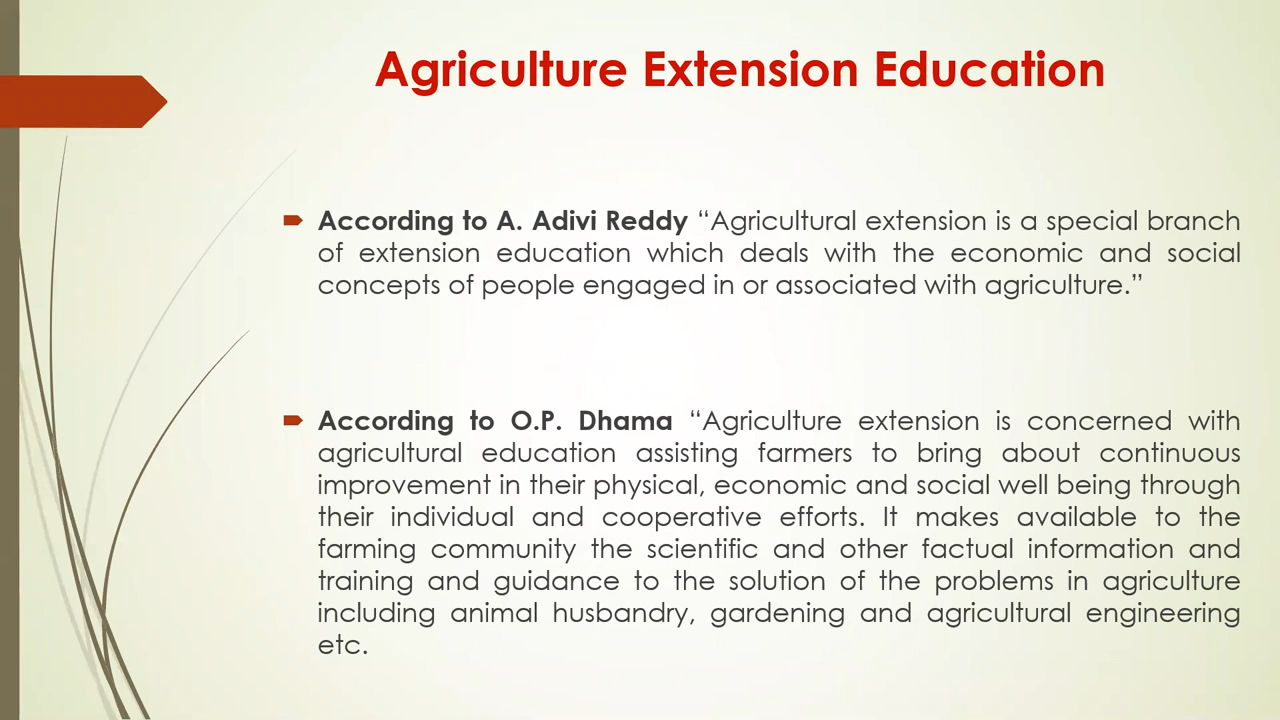 Agriculture Extension Education
According to A. Adivi Reddy “Agricultural extension is a special branch
of extension education which deals with the economic and social
concepts of people engaged in or associated with agriculture.”
According to O.P. Dhama “Agriculture extension is concerned with
agricultural education assisting farmers to bring about continuous
improvement in their physical, economic and social well being through
their individual and cooperative efforts. It makes available to the
farming community the scientific and other factual information and
training and guidance to the solution of the problems in agriculture
including animal husbandry, gardening and agricultural engineering
etc.